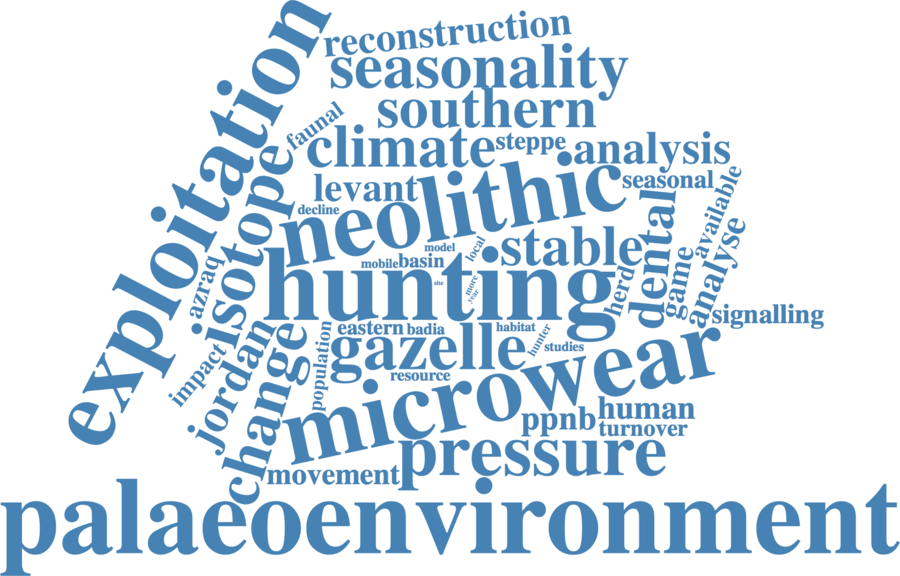 reconstruction
seasonality
exploitation
southern
faunal
climate
steppe
analysis
levant
neolithic
seasonal
available
isotope
decline
dental
stable
local
model
analyse
game
azraq
mobile
basin
herd
hunting
site
more
year
signalling
jordan
change
population
eastern
badia
habitat
gazelle
hunter
studies
impact
resource
microwear
ppnb
human
turnover
pressure
movement
palaeoenvironment